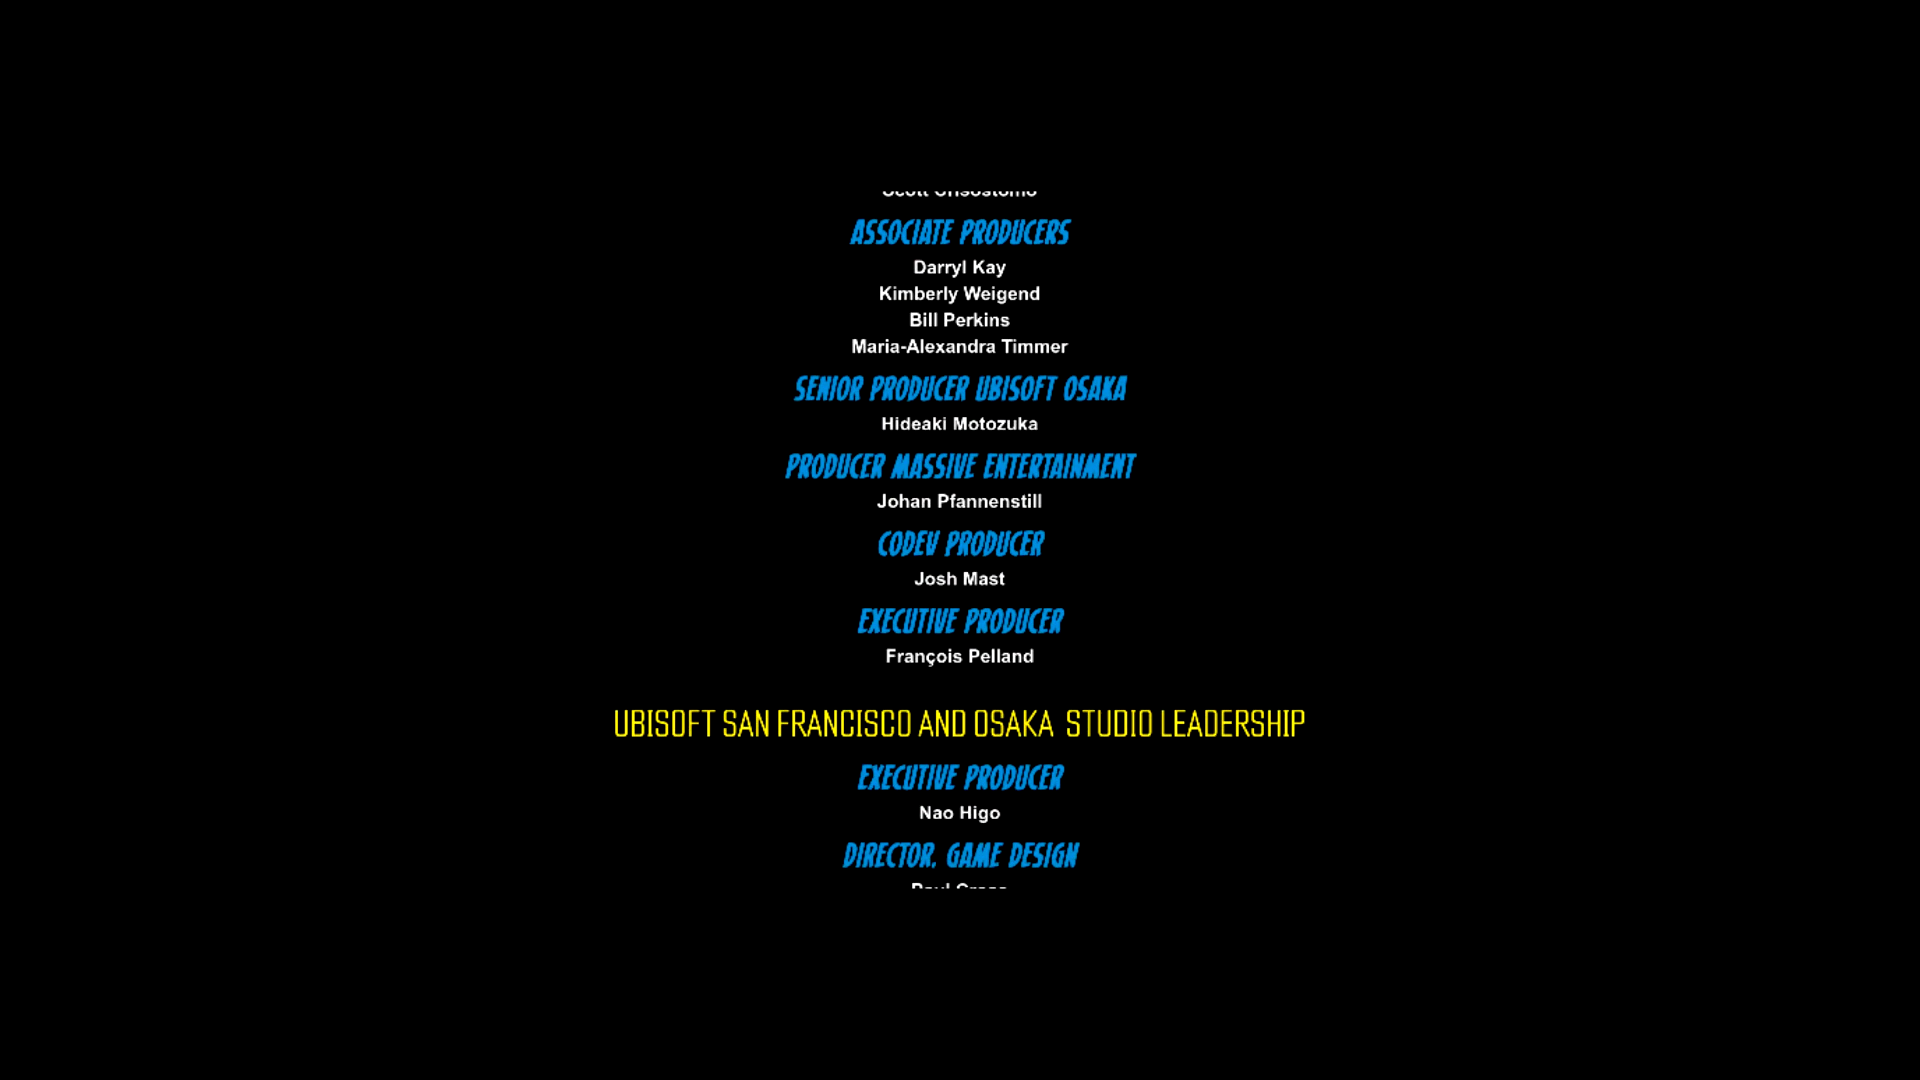 ASSOCIATE PRODUCERS
Darryl Kay
Kimberly Weigend
Bill Perkins
Maria-Alexandra Timmer
SENIOR PRODUCER UBISOFT OSAKA
Hideaki Motozuka
PRODUCER MASSIVE ENTERTAINMENT
Johan Pfannenstill
CODEV PRODUCER
Josh Mast
EXECUTIVE PRODUCER
François Pelland
UBISOFT SAN FRANCISCO AND OSAKA STUDIO LEADERSHIP
EXECUTIVE PRODUCER
Nao Higo
DIRECTOR, GAME DESIGN